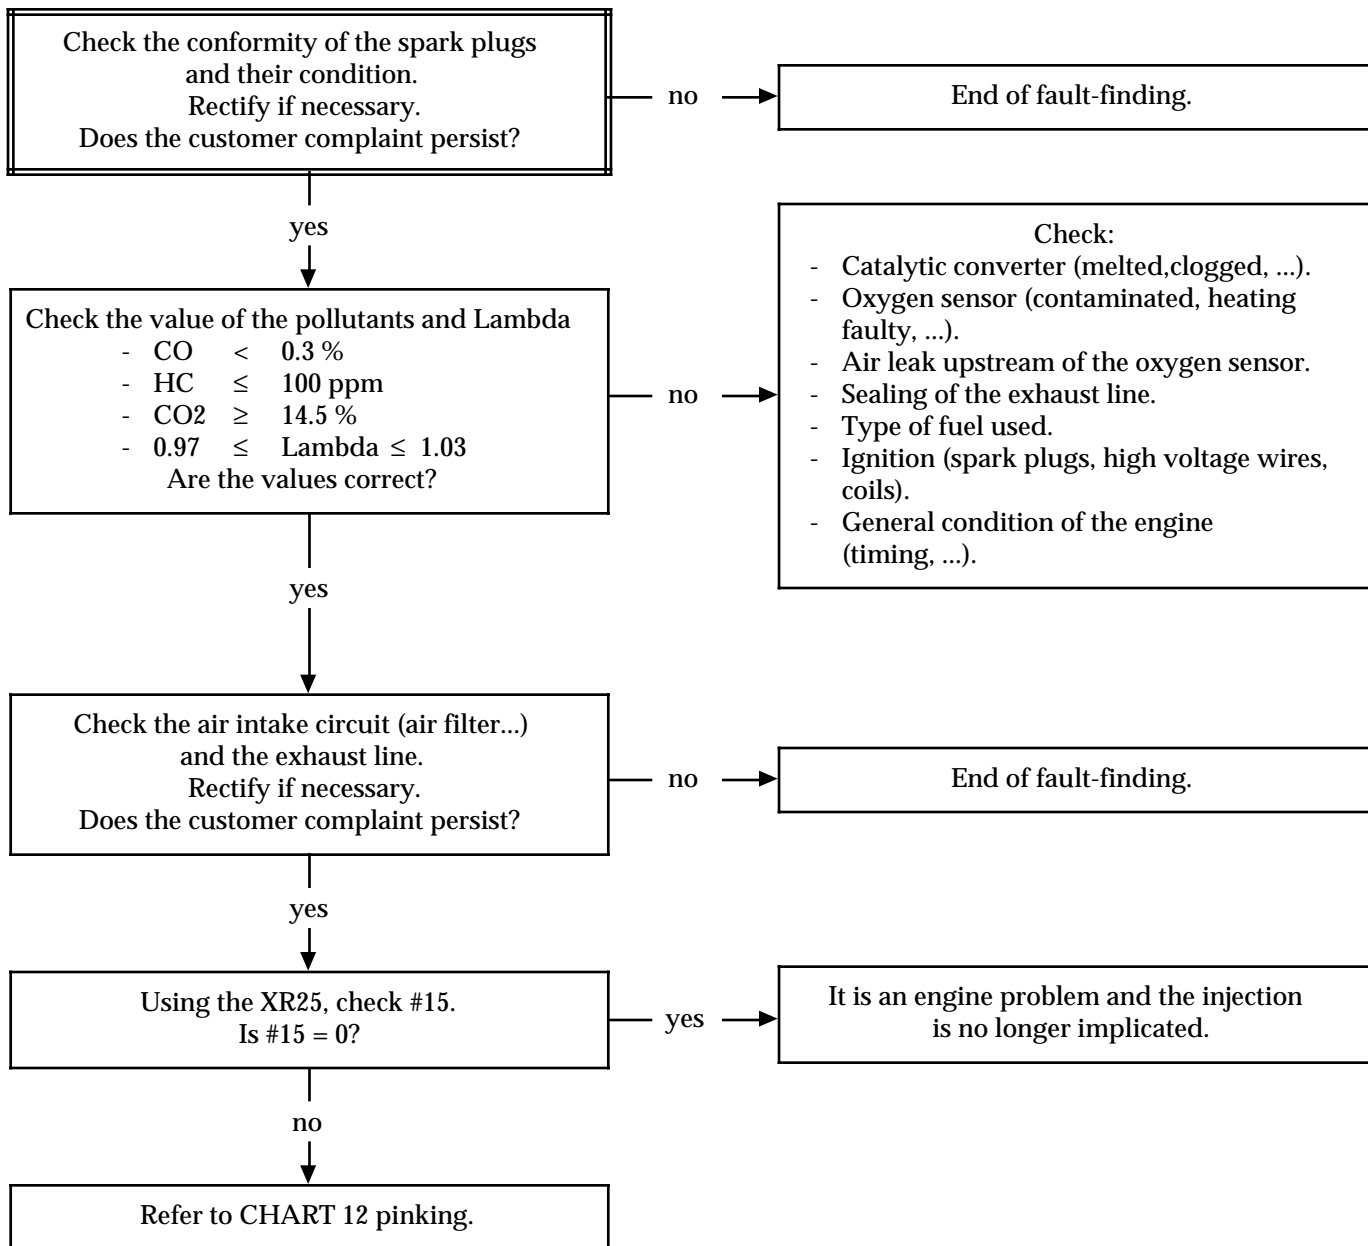 Check the conformity of the spark plugs
and their condition.
Rectify if necessary.
Does the customer complaint persist?
no
End of fault-finding.
yes
Check the value of the pollutants and Lambda
- CO < 0.3 %
- HC ≤ 100 ppm
- CO2 ≥ 14.5 %
- 0.97 ≤ Lambda ≤ 1.03
Are the values correct?
no
Check:
- Catalytic converter (melted,clogged, ...).
- Oxygen sensor (contaminated, heating
faulty, ...).
- Air leak upstream of the oxygen sensor.
- Sealing of the exhaust line.
- Type of fuel used.
- Ignition (spark plugs, high voltage wires,
coils).
- General condition of the engine
(timing, ...).
yes
Check the air intake circuit (air filter...)
and the exhaust line.
Rectify if necessary.
Does the customer complaint persist?
no
End of fault-finding.
yes
Using the XR25, check #15.
Is #15 = 0?
yes
It is an engine problem and the injection
is no longer implicated.
no
Refer to CHART 12 pinking.